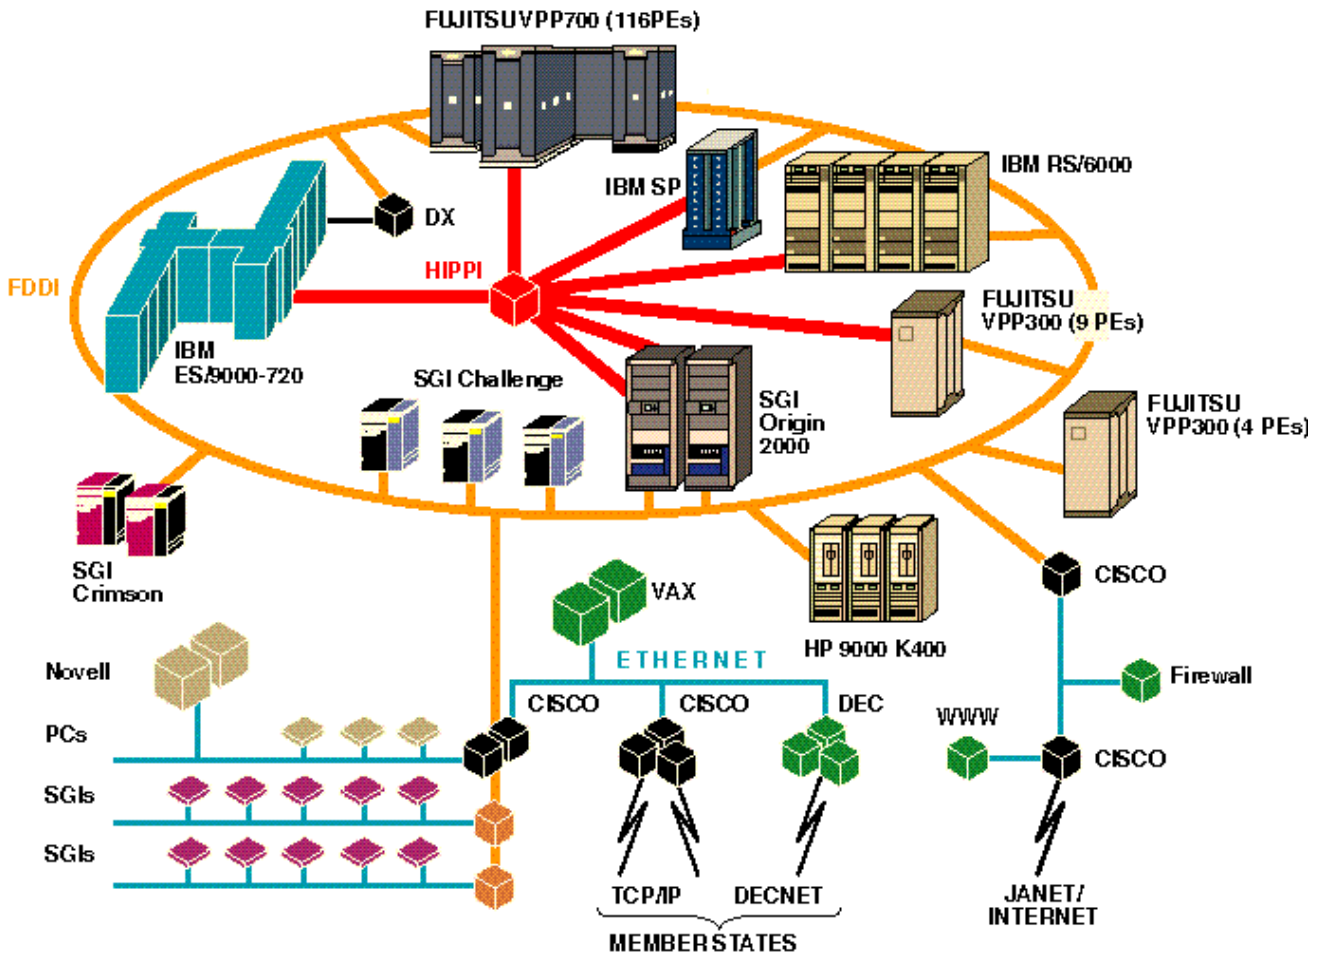 FUJITSU VPP700 (116PEs)
IBM SP
IBM RS/6000
DX
HIPPI
FDDI
FUJITSU
VPP300 (9 PEs)
IBM
ES/9000-720
SGI Challenge
SGI
Origin
2000
FUJITSU
VPP300 (4 PEs)
SGI
Crimson
CISCO
VAX
HP 9000 K400
ETHERNET
Novell
Firewall
CISCO
CISCO
DEC
WWW
PCs
CISCO
SGIs
SGIs
TCP/IP
DECNET
JANET/
INTERNET
MEMBER STATES